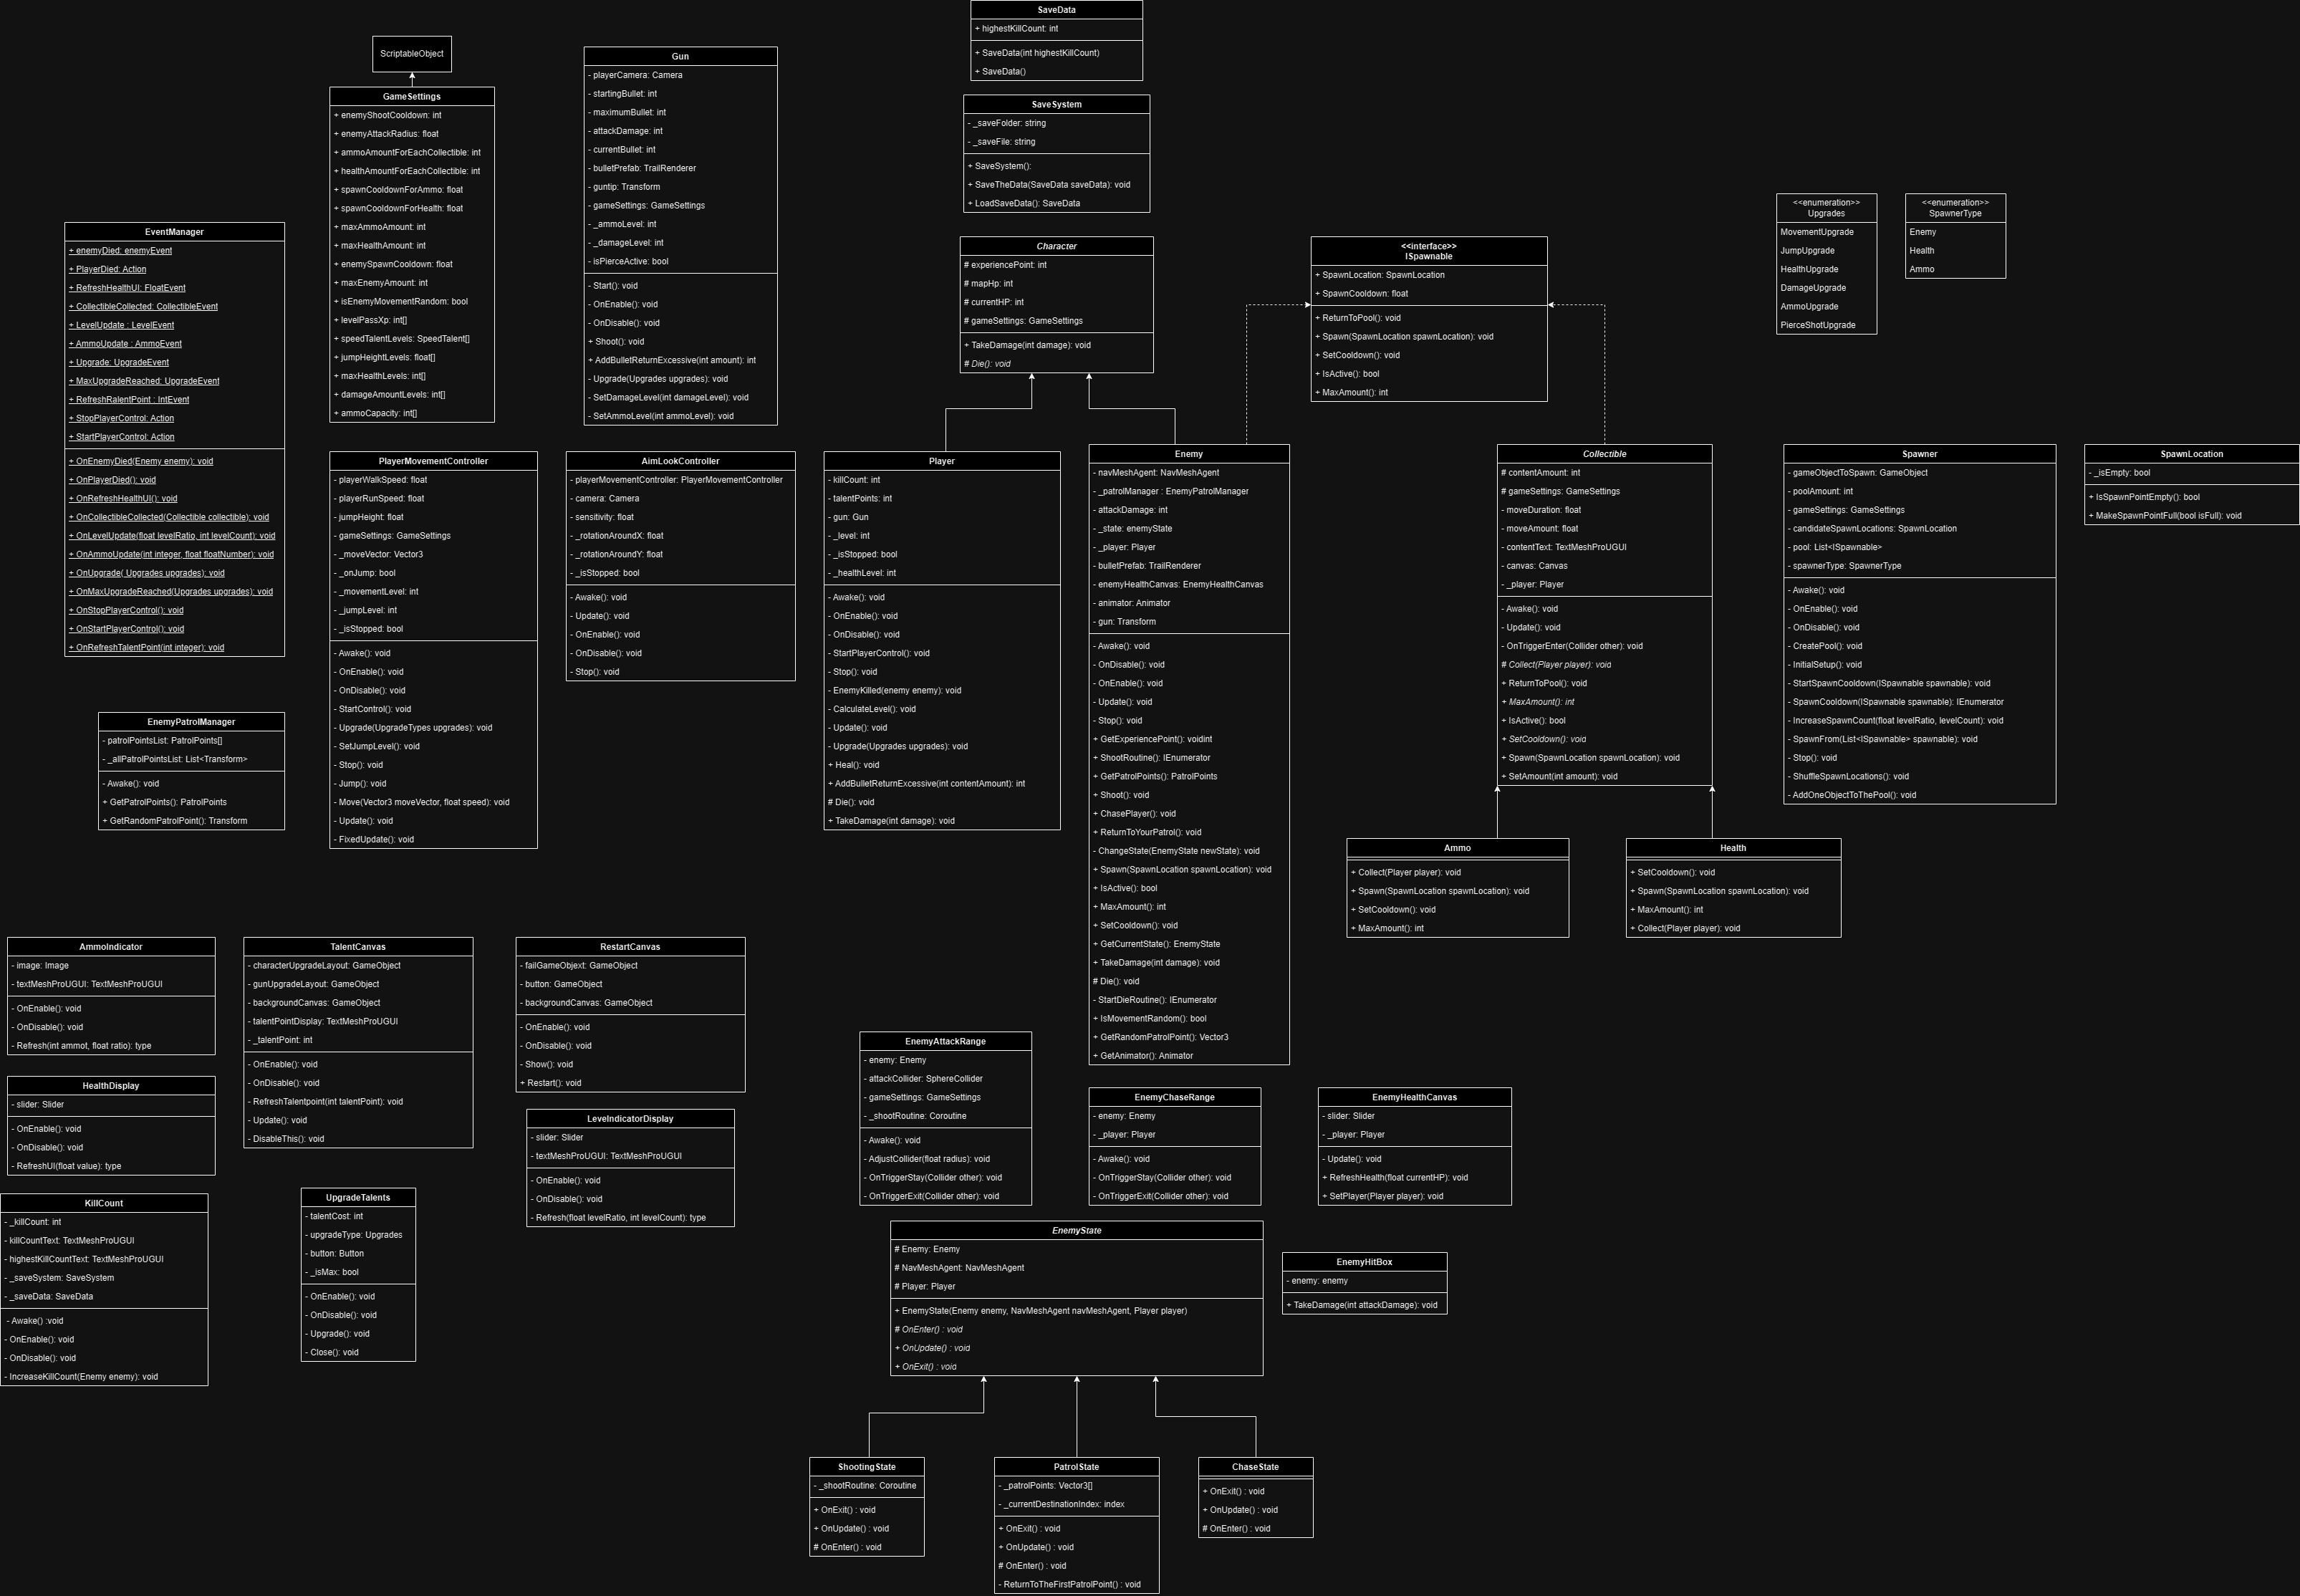 SaveData
+ highestKillCount: int
+ SaveData(int highestKillCount)
+ SaveData()
ScriptableObject
GameSettings
+ enemyShootCooldown: int
+ enemyAttackRadius: float
+ ammoAmountForEachCollectible: int
+ healthAmountForEachCollectible: int
+ spawnCooldownForAmmo: float
+ spawnCooldownForHealth: float
+ maxAmmoAmount: int
+ maxHealthAmount: int
+ enemySpawnCooldown: float
+ maxEnemyAmount: int
+ isEnemyMovementRandom: bool
+ levelPassXp: int[]
+ speedTalentLevels: SpeedTalent[]
+ jumpHeightLevels: float[]
+ maxHealthLevels: int[]
+ damageAmountLevels: int[]
+ ammoCapacity: int[]
Gun
- playerCamera: Camera
- startingBullet: int
- maximumBullet: int
- attackDamage: int
- currentBullet: int
- bulletPrefab: TrailRenderer
- guntip: Transform
- gameSettings: GameSettings
- _ammoLevel: int
- _damageLevel: int
- isPierceActive: bool
- Start(): void
- OnEnable(): void
- OnDisable(): void
+ Shoot(): void
+ AddBulletReturnExcessive(int amount): int
- Upgrade(Upgrades upgrades): void
- SetDamageLevel(int damageLevel): void
- SetAmmoLevel(int ammoLevel): void
SaveSystem
- _saveFolder: string
- _saveFile: string
+ SaveSystem():
+ SaveTheData(SaveData saveData): void
+ LoadSaveData(): SaveData
<<enumeration>>
Upgrades
MovementUpgrade
JumpUpgrade
HealthUpgrade
DamageUpgrade
AmmoUpgrade
PierceShotUpgrade
<<enumeration>>
SpawnerType
Enemy
Health
Ammo
EventManager
+ enemyDied: enemyEvent
+ PlayerDied: Action
+ RefreshHealthUI: FloatEvent
+ CollectibleCollected: CollectibleEvent
+ LevelUpdate : LevelEvent
+ AmmoUpdate : AmmoEvent
+ Upgrade: UpgradeEvent
+ MaxUpgradeReached: UpgradeEvent
+ RefreshRalentPoint : IntEvent
+ StopPlayerControl: Action
+ StartPlayerControl: Action
+ OnEnemyDied(Enemy enemy): void
+ OnPlayerDied(): void
+ OnRefreshHealthUI(): void
+ OnCollectibleCollected(Collectible collectible): void
+ OnLevelUpdate(float levelRatio, int levelCount): void
+ OnAmmoUpdate(int integer, float floatNumber): void
+ OnUpgrade( Upgrades upgrades): void
+ OnMaxUpgradeReached(Upgrades upgrades): void
+ OnStopPlayerControl(): void
+ OnStartPlayerControl(): void
+ OnRefreshTalentPoint(int integer): void
Character
# experiencePoint: int
# mapHp: int
# currentHP: int
# gameSettings: GameSettings
+ TakeDamage(int damage): void
# Die(): void
<<interface>>
ISpawnable
+ SpawnLocation: SpawnLocation
+ SpawnCooldown: float
+ ReturnToPool(): void
+ Spawn(SpawnLocation spawnLocation): void
+ SetCooldown(): void
+ IsActive(): bool
+ MaxAmount(): int
PlayerMovementController
- playerWalkSpeed: float
- playerRunSpeed: float
- jumpHeight: float
- gameSettings: GameSettings
- _moveVector: Vector3
- _onJump: bool
- _movementLevel: int
- _jumpLevel: int
- _isStopped: bool
- Awake(): void
- OnEnable(): void
- OnDisable(): void
- StartControl(): void
- Upgrade(UpgradeTypes upgrades): void
- SetJumpLevel(): void
- Stop(): void
- Jump(): void
- Move(Vector3 moveVector, float speed): void
- Update(): void
- FixedUpdate(): void
AimLookController
- playerMovementController: PlayerMovementController
- camera: Camera
- sensitivity: float
- _rotationAroundX: float
- _rotationAroundY: float
- _isStopped: bool
- Awake(): void
- Update(): void
- OnEnable(): void
- OnDisable(): void
- Stop(): void
Player
- killCount: int
- talentPoints: int
- gun: Gun
- _level: int
- _isStopped: bool
- _healthLevel: int
- Awake(): void
- OnEnable(): void
- OnDisable(): void
- StartPlayerControl(): void
- Stop(): void
- EnemyKilled(enemy enemy): void
- CalculateLevel(): void
- Update(): void
- Upgrade(Upgrades upgrades): void
+ Heal(): void
+ AddBulletReturnExcessive(int contentAmount): int
# Die(): void
+ TakeDamage(int damage): void
Enemy
- navMeshAgent: NavMeshAgent
- _patrolManager : EnemyPatrolManager
- attackDamage: int
- _state: enemyState
- _player: Player
- bulletPrefab: TrailRenderer
- enemyHealthCanvas: EnemyHealthCanvas
- animator: Animator
- gun: Transform
- Awake(): void
- OnDisable(): void
- OnEnable(): void
- Update(): void
- Stop(): void
+ GetExperiencePoint(): voidint
+ ShootRoutine(): IEnumerator
+ GetPatrolPoints(): PatrolPoints
+ Shoot(): void
+ ChasePlayer(): void
+ ReturnToYourPatrol(): void
- ChangeState(EnemyState newState): void
+ Spawn(SpawnLocation spawnLocation): void
+ IsActive(): bool
+ MaxAmount(): int
+ SetCooldown(): void
+ GetCurrentState(): EnemyState
+ TakeDamage(int damage): void
# Die(): void
- StartDieRoutine(): IEnumerator
+ IsMovementRandom(): bool
+ GetRandomPatrolPoint(): Vector3
+ GetAnimator(): Animator
Collectible
# contentAmount: int
# gameSettings: GameSettings
- moveDuration: float
- moveAmount: float
- contentText: TextMeshProUGUI
- canvas: Canvas
- _player: Player
- Awake(): void
- Update(): void
- OnTriggerEnter(Collider other): void
# Collect(Player player): void
+ ReturnToPool(): void
+ MaxAmount(): int
+ IsActive(): bool
+ SetCooldown(): void
+ Spawn(SpawnLocation spawnLocation): void
+ SetAmount(int amount): void
Spawner
- gameObjectToSpawn: GameObject
- poolAmount: int
- gameSettings: GameSettings
- candidateSpawnLocations: SpawnLocation
- pool: List<ISpawnable>
- spawnerType: SpawnerType
- Awake(): void
- OnEnable(): void
- OnDisable(): void
- CreatePool(): void
- InitialSetup(): void
- StartSpawnCooldown(ISpawnable spawnable): void
- SpawnCooldown(ISpawnable spawnable): IEnumerator
- IncreaseSpawnCount(float levelRatio, levelCount): void
- SpawnFrom(List<ISpawnable> spawnable): void
- Stop(): void
- ShuffleSpawnLocations(): void
- AddOneObjectToThePool(): void
SpawnLocation
- _isEmpty: bool
+ IsSpawnPointEmpty(): bool
+ MakeSpawnPointFull(bool isFull): void
EnemyPatrolManager
- patrolPointsList: PatrolPoints[]
- _allPatrolPointsList: List<Transform>
- Awake(): void
+ GetPatrolPoints(): PatrolPoints
+ GetRandomPatrolPoint(): Transform
Ammo
+ Collect(Player player): void
+ Spawn(SpawnLocation spawnLocation): void
+ SetCooldown(): void
+ MaxAmount(): int
Health
+ SetCooldown(): void
+ Spawn(SpawnLocation spawnLocation): void
+ MaxAmount(): int
+ Collect(Player player): void
AmmoIndicator
- image: Image
- textMeshProUGUI: TextMeshProUGUI
- OnEnable(): void
- OnDisable(): void
- Refresh(int ammot, float ratio): type
TalentCanvas
- characterUpgradeLayout: GameObject
- gunUpgradeLayout: GameObject
- backgroundCanvas: GameObject
- talentPointDisplay: TextMeshProUGUI
- _talentPoint: int
- OnEnable(): void
- OnDisable(): void
- RefreshTalentpoint(int talentPoint): void
- Update(): void
- DisableThis(): void
RestartCanvas
- failGameObjext: GameObject
- button: GameObject
- backgroundCanvas: GameObject
- OnEnable(): void
- OnDisable(): void
- Show(): void
+ Restart(): void
HealthDisplay
- slider: Slider
- OnEnable(): void
- OnDisable(): void
- RefreshUI(float value): type
LevelIndicatorDisplay
- slider: Slider
- textMeshProUGUI: TextMeshProUGUI
- OnEnable(): void
- OnDisable(): void
- Refresh(float levelRatio, int levelCount): type
EnemyAttackRange
- enemy: Enemy
- attackCollider: SphereCollider
- gameSettings: GameSettings
- _shootRoutine: Coroutine
- Awake(): void
- AdjustCollider(float radius): void
- OnTriggerStay(Collider other): void
- OnTriggerExit(Collider other): void
EnemyChaseRange
- enemy: Enemy
- _player: Player
- Awake(): void
- OnTriggerStay(Collider other): void
- OnTriggerExit(Collider other): void
EnemyHealthCanvas
- slider: Slider
- _player: Player
- Update(): void
+ RefreshHealth(float currentHP): void
+ SetPlayer(Player player): void
KillCount
- _killCount: int
- killCountText: TextMeshProUGUI
- highestKillCountText: TextMeshProUGUI
- _saveSystem: SaveSystem
- _saveData: SaveData
- Awake() :void
- OnEnable(): void
- OnDisable(): void
- IncreaseKillCount(Enemy enemy): void
UpgradeTalents
- talentCost: int
- upgradeType: Upgrades
- button: Button
- _isMax: bool
- OnEnable(): void
- OnDisable(): void
- Upgrade(): void
- Close(): void
EnemyState
# Enemy: Enemy
# NavMeshAgent: NavMeshAgent
# Player: Player
+ EnemyState(Enemy enemy, NavMeshAgent navMeshAgent, Player player)
# OnEnter() : void
+ OnUpdate() : void
+ OnExit() : void
EnemyHitBox
- enemy: enemy
+ TakeDamage(int attackDamage): void
ShootingState
- _shootRoutine: Coroutine
+ OnExit() : void
+ OnUpdate() : void
# OnEnter() : void
PatrolState
- _patrolPoints: Vector3[]
- _currentDestinationIndex: index
+ OnExit() : void
+ OnUpdate() : void
# OnEnter() : void
- ReturnToTheFirstPatrolPoint() : void
ChaseState
+ OnExit() : void
+ OnUpdate() : void
# OnEnter() : void